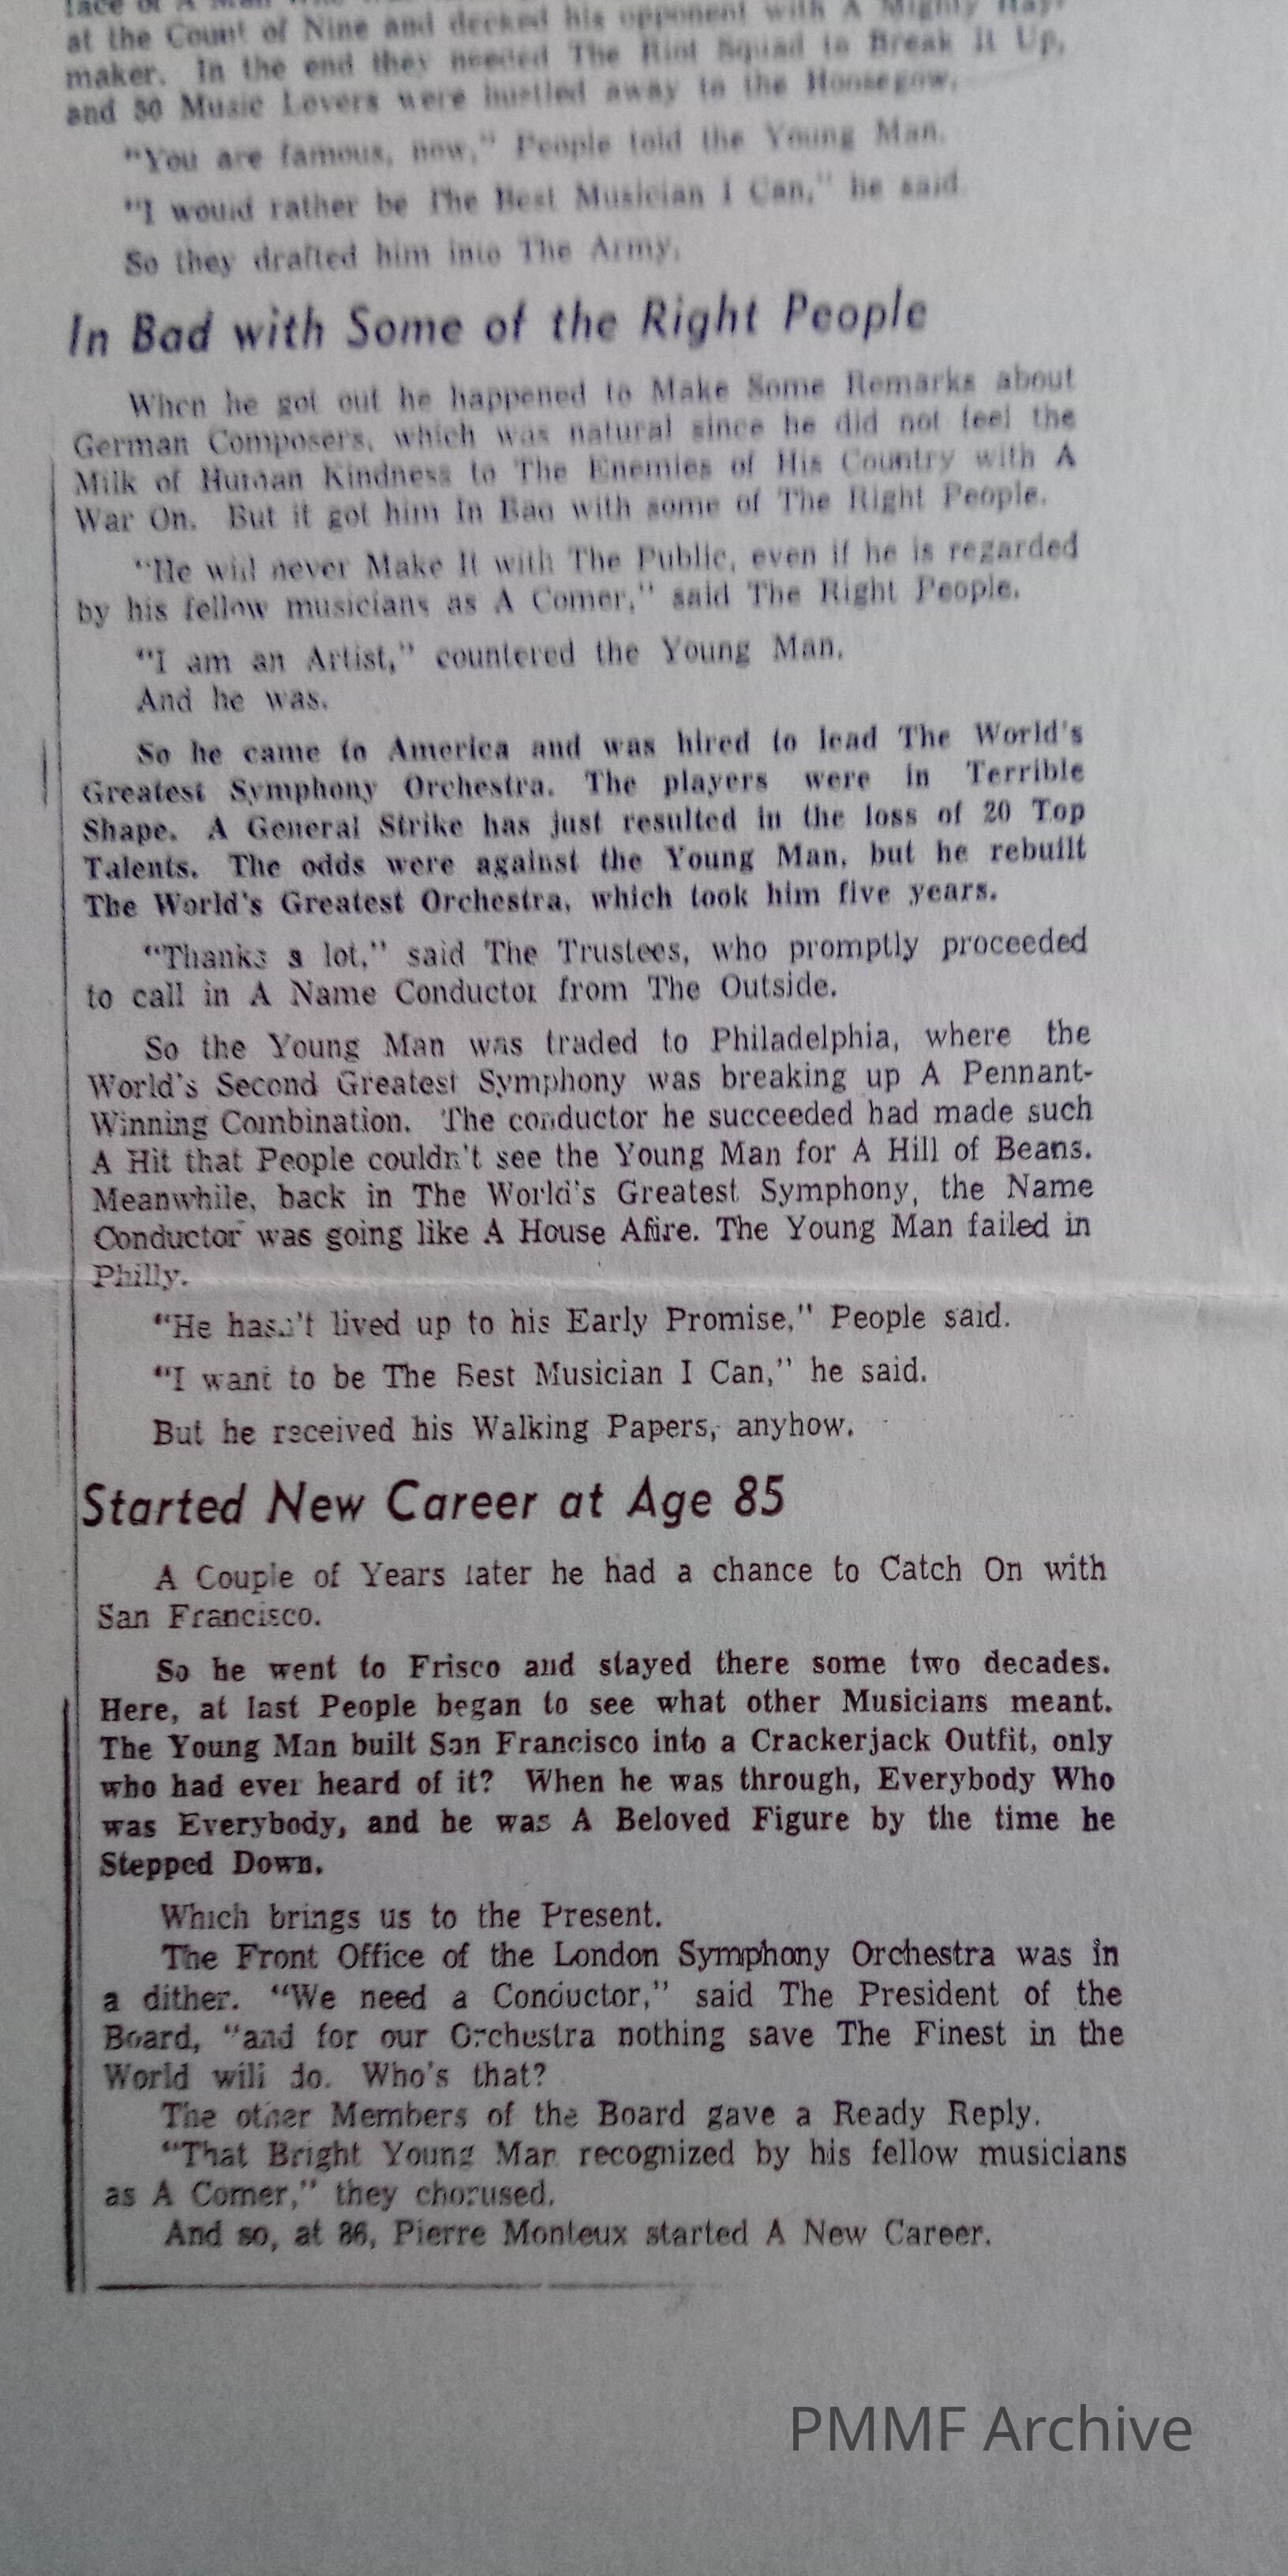 at the Count of Nine and decked his opponent with A Mighty Hay-
maker. In the end they needed The Riot Squad to Break It Up,
and 50 Music Lovers were hustled away to the Hoosegow.
"You are famous, now," People told the Young Man.
"I would rather be The Best Musician I Can," he said.
So they drafted him into The Army.
In Bad with Some of the Right People
When he got out he happened to Make Some Remarks about
German Composers, which was natural since he did not feel the
Milk of Human Kindness to The Enemies of His Country with A
War On. But it got him In Bad with some of The Right People.
"He will never Make It with The Public, even if he is regarded
by his fellow musicians as A Comer," said The Right People.
"I am an Artist," countered the Young Man.
And he was.
So he came to America and was hired to lead The World's
Greatest Symphony Orchestra. The players were in Terrible
Shape. A General Strike has just resulted in the loss of 20 Top
Talents. The odds were against the Young Man, but he rebuilt
The World's Greatest Orchestra, which took him five years.
"Thanks a lot," said The Trustees, who promptly proceeded
to call in A Name Conductor from The Outside.
So the Young Man was traded to Philadelphia, where the
World's Second Greatest Symphony was breaking up A Pennant-
Winning Combination. The conductor he succeeded had made such
A Hit that People couldn't see the Young Man for A Hill of Beans.
Meanwhile, back in The World's Greatest Symphony, the Name
Conductor was going like A House Afire. The Young Man failed in
Philly.
"He hasn't lived up to his Early Promise," People said.
"I want to be The Best Musician I Can," he said.
But he received his Walking Papers, anyhow.
Started New Career at Age 85
A Couple of Years later he had a chance to Catch On with
San Francisco.
So he went to Frisco and stayed there some two decades.
Here, at last People began to see what other Musicians meant.
The Young Man built San Francisco into a Crackerjack Outfit, only
who had ever heard of it? When he was through, Everybody Who
was Everybody, and he was A Beloved Figure by the time he
Stepped Down.
Which brings us to the Present.
The Front Office of the London Symphony Orchestra was in
a dither. "We need a Conductor," said The President of the
Board, "and for our Orchestra nothing save The Finest in the
World will do. Who's that?
The other Members of the Board gave a Ready Reply.
"That Bright Young Man recognized by his fellow musicians
as A Comer," they chorused.
And so, at 86, Pierre Monteux started A New Career.
PMMF Archive